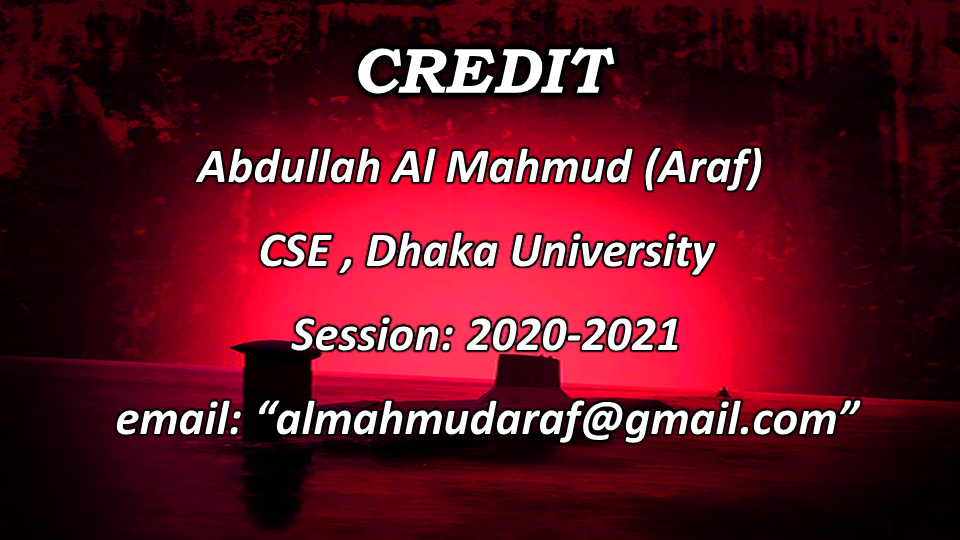 CREDIT
Abdullah Al Mahmud (Araf)
CSE , Dhaka University
Session: 2020-2021
email: “almahmudaraf@gmail.com”